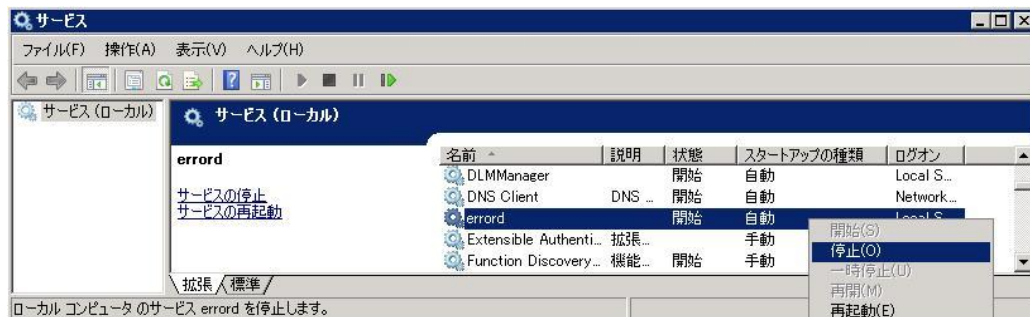 サービス
ファイル(F) 操作(A) 表示(V) ヘルプ(H)
サービス (ローカル)
サービス (ローカル)
errord
サービスの停止
サービスの再起動
名前 説明 状態 スタートアップの種類 ログオン
DLMManager 開始 自動 Local S...
DNS Client DNS ... 開始 自動 Network...
errord 開始 自動 Local S...
Extensible Authenti... 拡張... 手動
Function Discovery... 機能... 開始 手動
開始(S)
停止(O)
一時停止(U)
再開(M)
再起動(E)
拡張 標準
ローカル コンピュータ のサービス errord を停止します。